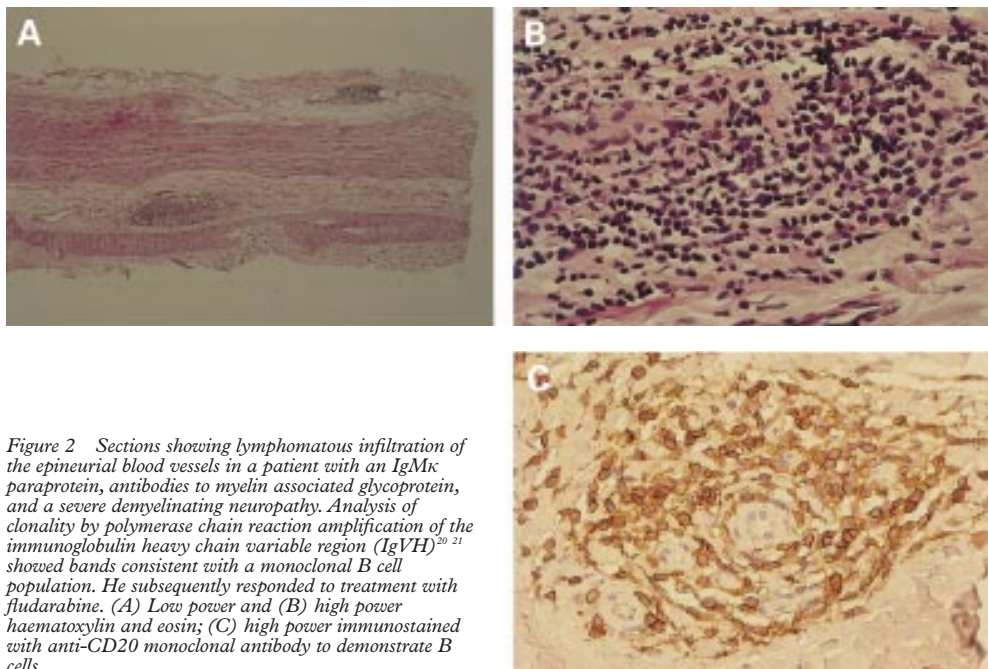 A
B
C
Figure 2 Sections showing lymphomatous infiltration of
the epineurial blood vessels in a patient with an IgMκ
paraprotein, antibodies to myelin associated glycoprotein,
and a severe demyelinating neuropathy. Analysis of
clonality by polymerase chain reaction amplification of the
immunoglobulin heavy chain variable region (IgVH)20 21
showed bands consistent with a monoclonal B cell
population. He subsequently responded to treatment with
fludarabine. (A) Low power and (B) high power
haematoxylin and eosin; (C) high power immunostained
with anti-CD20 monoclonal antibody to demonstrate B
cells